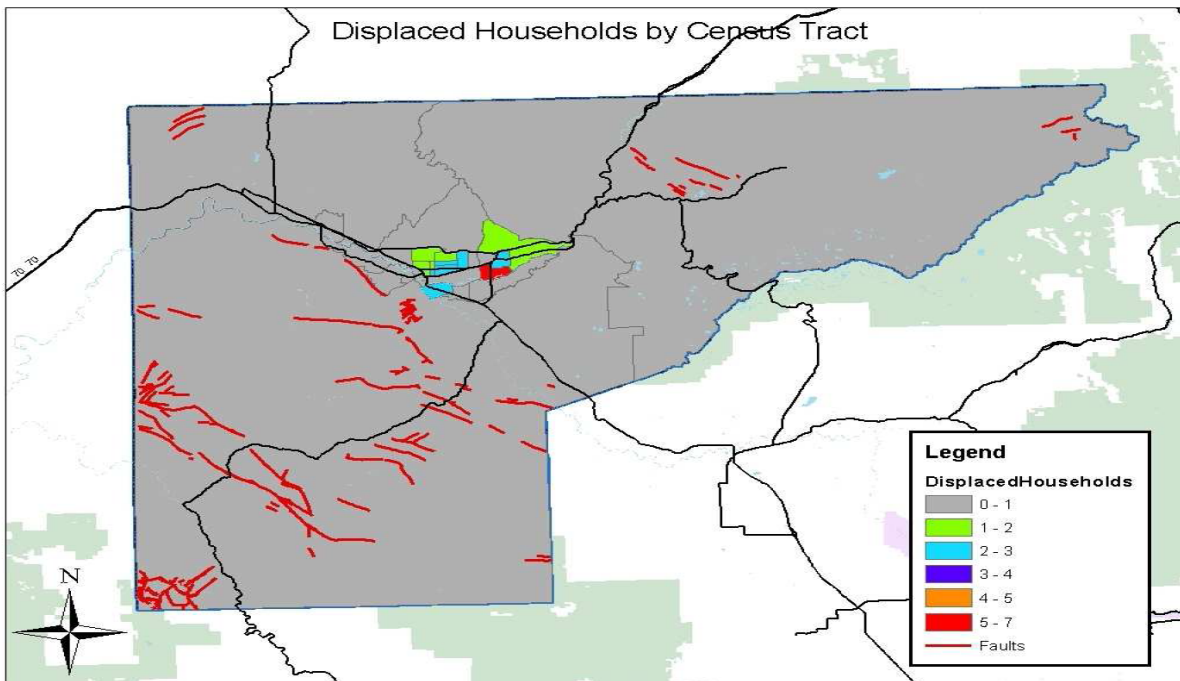 Displaced Households by Census Tract
70 70
N
Legend
DisplacedHouseholds
0 - 1
1 - 2
2 - 3
3 - 4
4 - 5
5 - 7
Faults